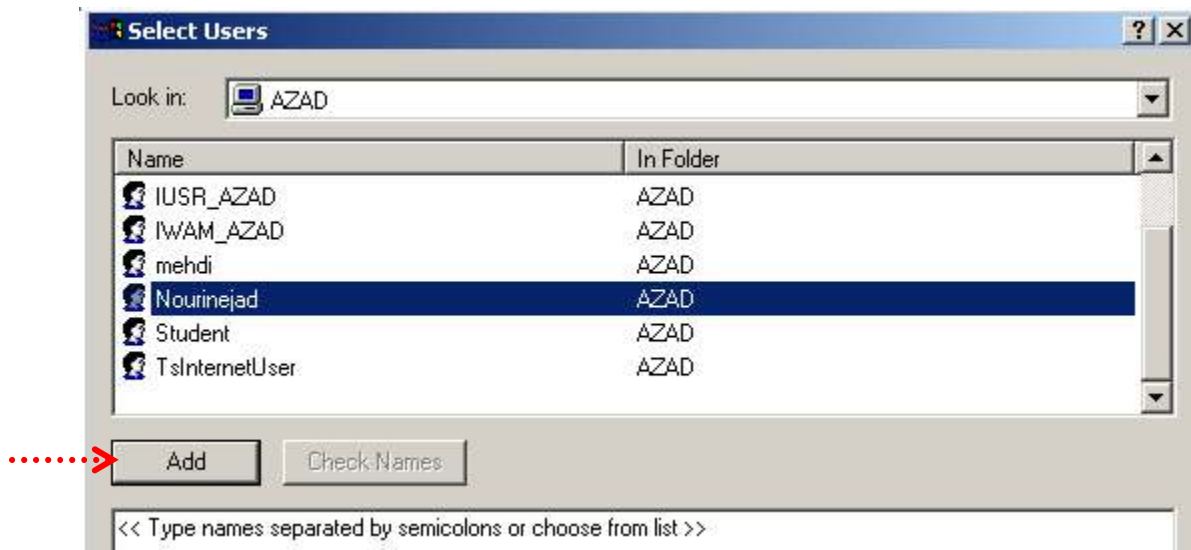 Select Users
Look in: AZAD
Name In Folder
IUSR_AZAD AZAD
IWAM_AZAD AZAD
mehdi AZAD
Nourinejad AZAD
Student AZAD
TsInternetUser AZAD
Add Check Names
<< Type names separated by semicolons or choose from list >>